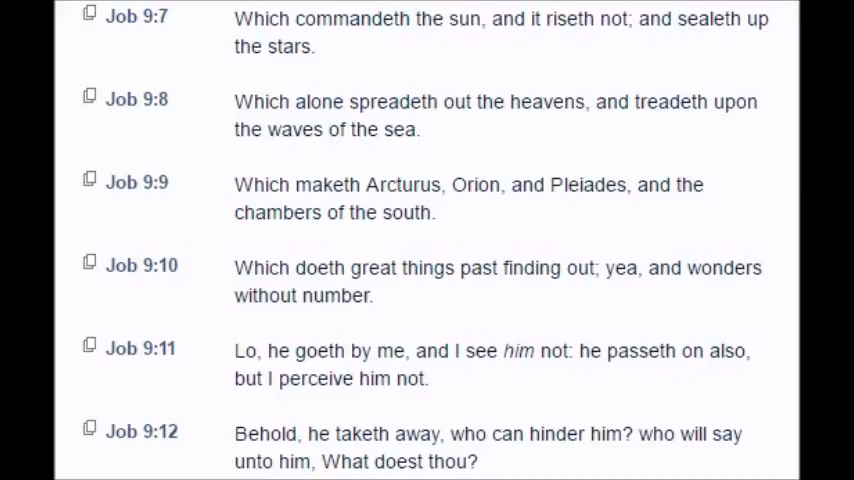 Job 9:7 Which commandeth the sun, and it riseth not; and sealeth up
the stars.
Job 9:8 Which alone spreadeth out the heavens, and treadeth upon
the waves of the sea.
Job 9:9 Which maketh Arcturus, Orion, and Pleiades, and the
chambers of the south.
Job 9:10 Which doeth great things past finding out; yea, and wonders
without number.
Job 9:11 Lo, he goeth by me, and I see him not: he passeth on also,
but I perceive him not.
Job 9:12 Behold, he taketh away, who can hinder him? who will say
unto him, What doest thou?